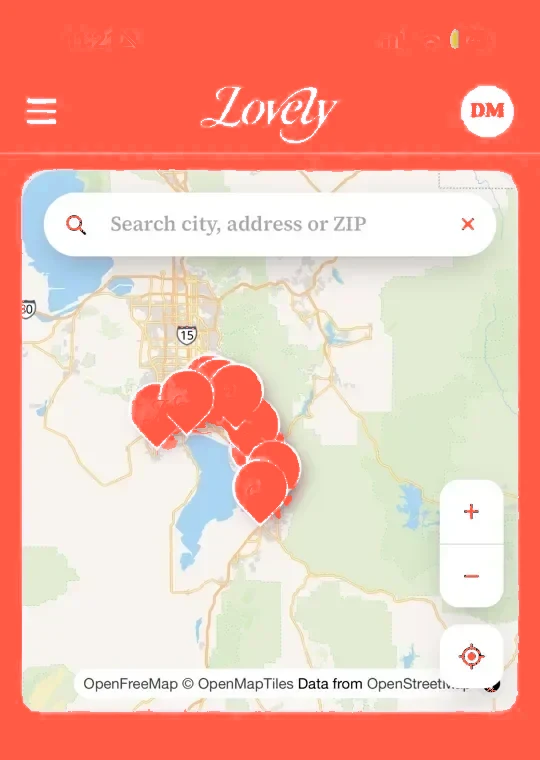 Lovely
DM
Search city, address or ZIP
80
15
OpenFreeMap © OpenMapTiles Data from OpenStreetMap